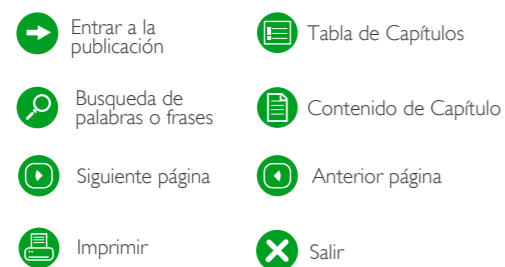 Entrar a la
publicación
Tabla de Capítulos
Busqueda de
palabras o frases
Contenido de Capítulo
Siguiente página
Anterior página
Imprimir
Salir